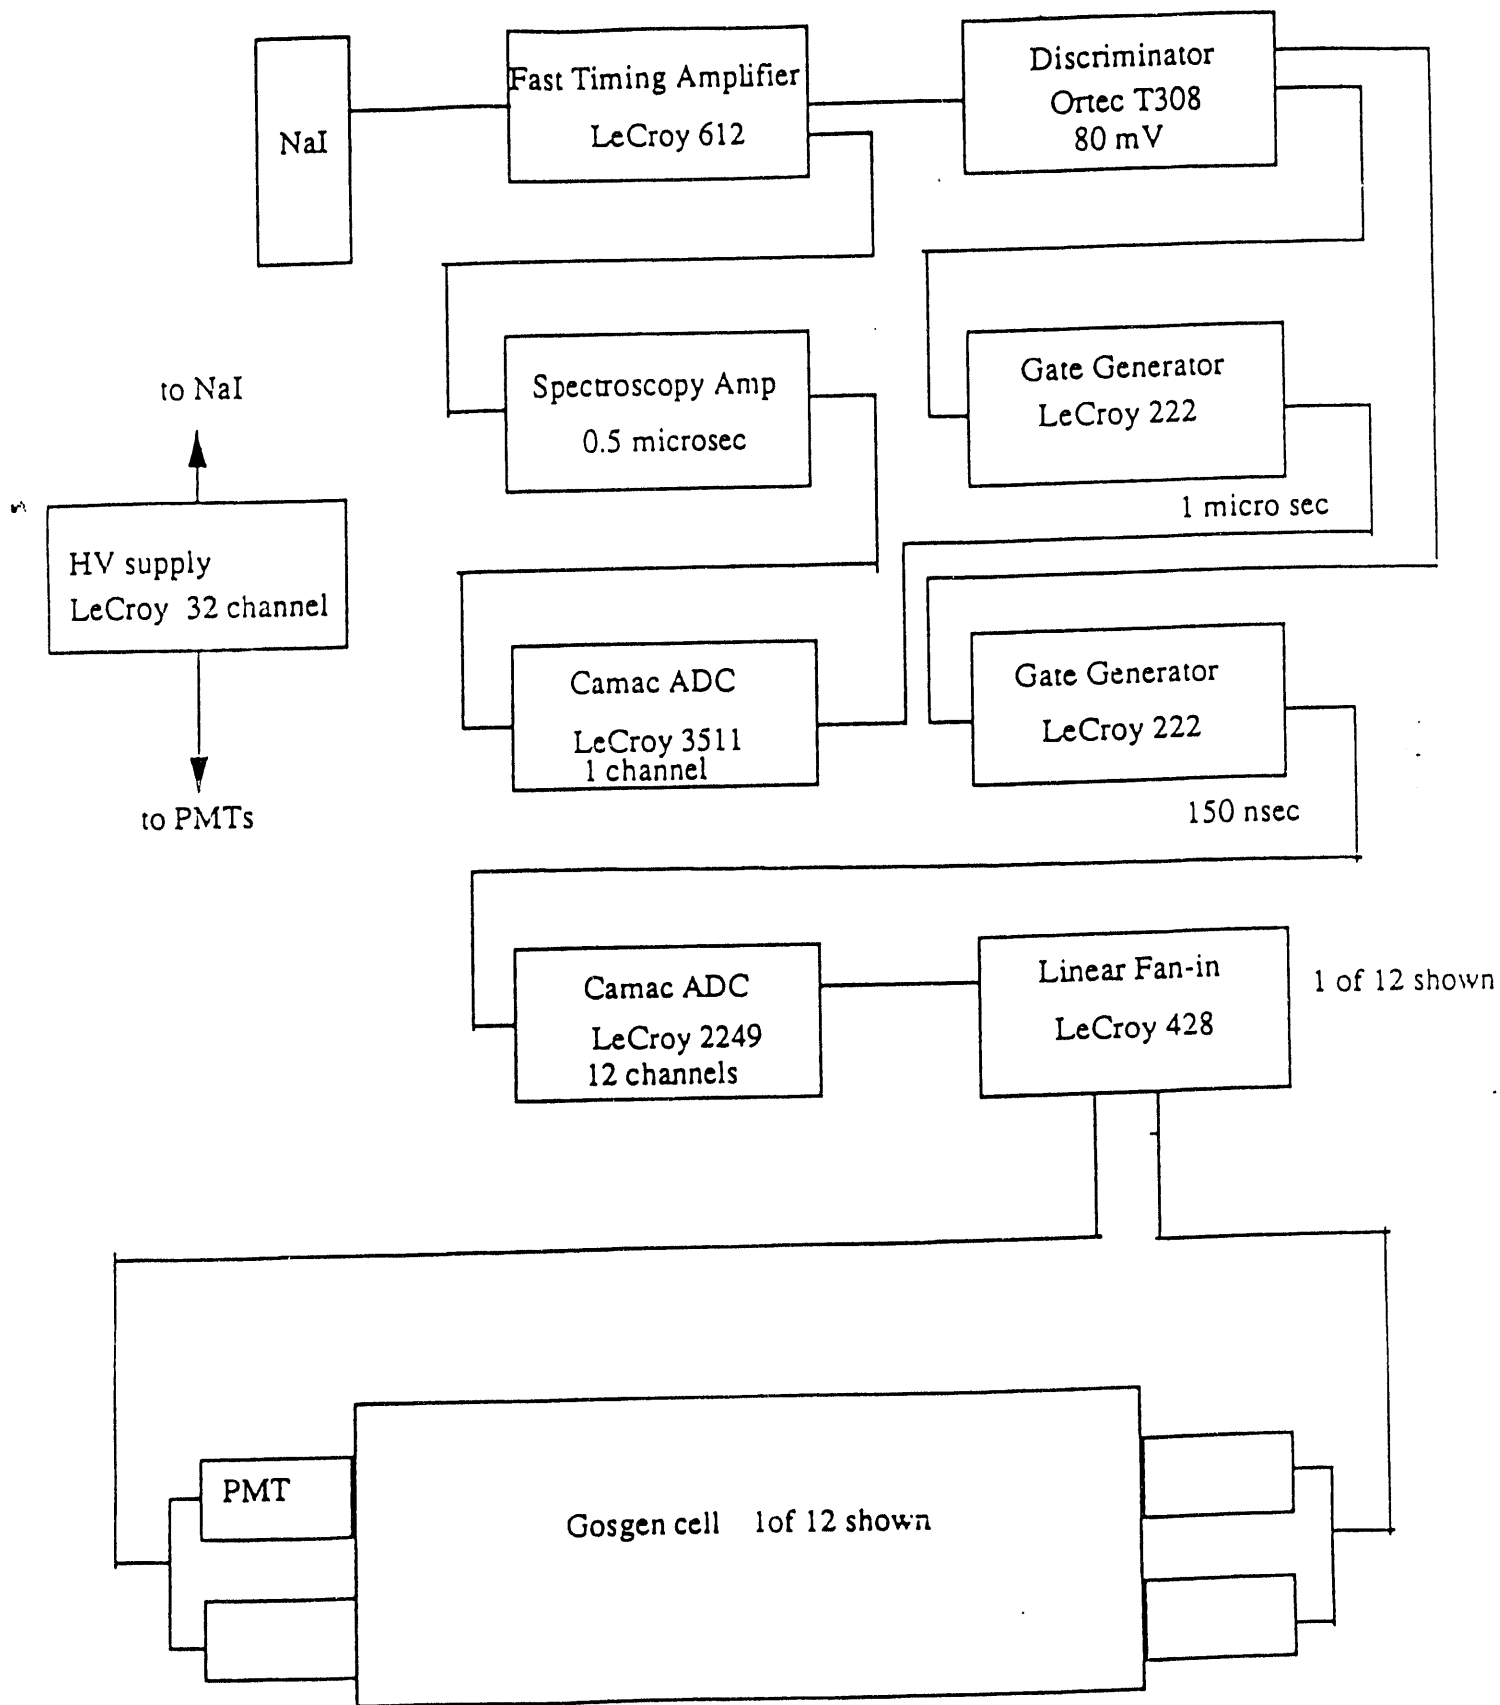 NaI
Fast Timing Amplifier
LeCroy 612
Discriminator
Ortec T308
80 mV
to NaI
Spectroscopy Amp
0.5 microsec
Gate Generator
LeCroy 222
1 micro sec
HV supply
LeCroy 32 channel
to PMTs
Camac ADC
LeCroy 3511
1 channel
Gate Generator
LeCroy 222
150 nsec
Camac ADC
LeCroy 2249
12 channels
Linear Fan-in
LeCroy 428
1 of 12 shown
PMT
Gosgen cell 1of 12 shown